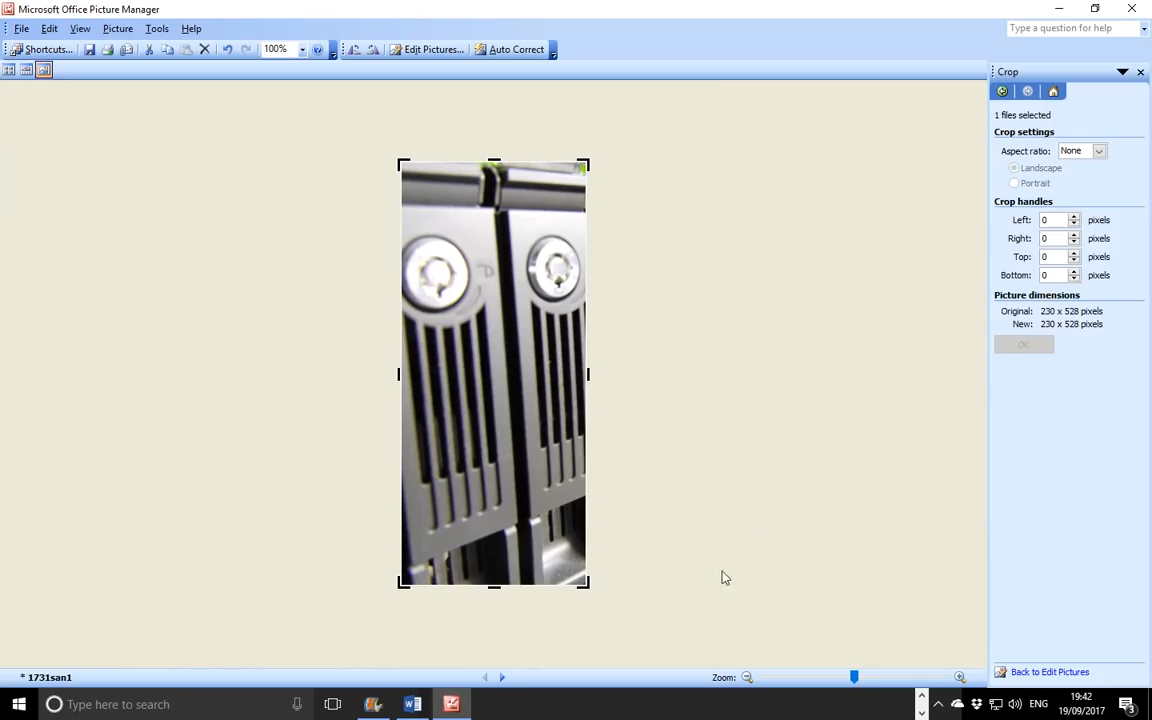 Microsoft Office Picture Manager
File Edit View Picture Tools Help
Type a question for help
Shortcuts... 100% Edit Pictures... Auto Correct
Crop
1 files selected
Crop settings
Aspect ratio: None
Landscape
Portrait
Crop handles
Left: 0 pixels
Right: 0 pixels
Top: 0 pixels
Bottom: 0 pixels
Picture dimensions
Original: 230 x 528 pixels
New: 230 x 528 pixels
OK
Back to Edit Pictures
* 1731san1
Zoom:
Type here to search
ENG
19:42
19/09/2017
3